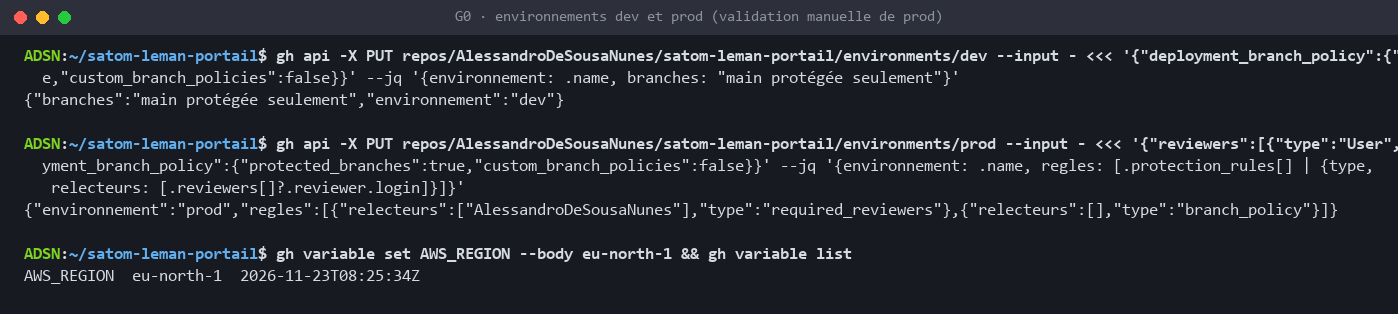 G0 · environnements dev et prod (validation manuelle de prod)
ADSN:~/satom-leman-portail$ gh api -X PUT repos/AlessandroDeSousaNunes/satom-leman-portail/environments/dev --input - <<< '{"deployment_branch_policy":{"
e,"custom_branch_policies":false}}' --jq '{environnement: .name, branches: "main protégée seulement"}'
{"branches":"main protégée seulement","environnement":"dev"}
ADSN:~/satom-leman-portail$ gh api -X PUT repos/AlessandroDeSousaNunes/satom-leman-portail/environments/prod --input - <<< '{"reviewers":[{"type":"User",
yment_branch_policy":{"protected_branches":true,"custom_branch_policies":false}}' --jq '{environnement: .name, regles: [.protection_rules[] | {type,
relecteurs: [.reviewers[]?.reviewer.login]}]}'
{"environnement":"prod","regles":[{"relecteurs":["AlessandroDeSousaNunes"],"type":"required_reviewers"},{"relecteurs":[],"type":"branch_policy"}]}
ADSN:~/satom-leman-portail$ gh variable set AWS_REGION --body eu-north-1 && gh variable list
AWS_REGION  eu-north-1  2026-11-23T08:25:34Z